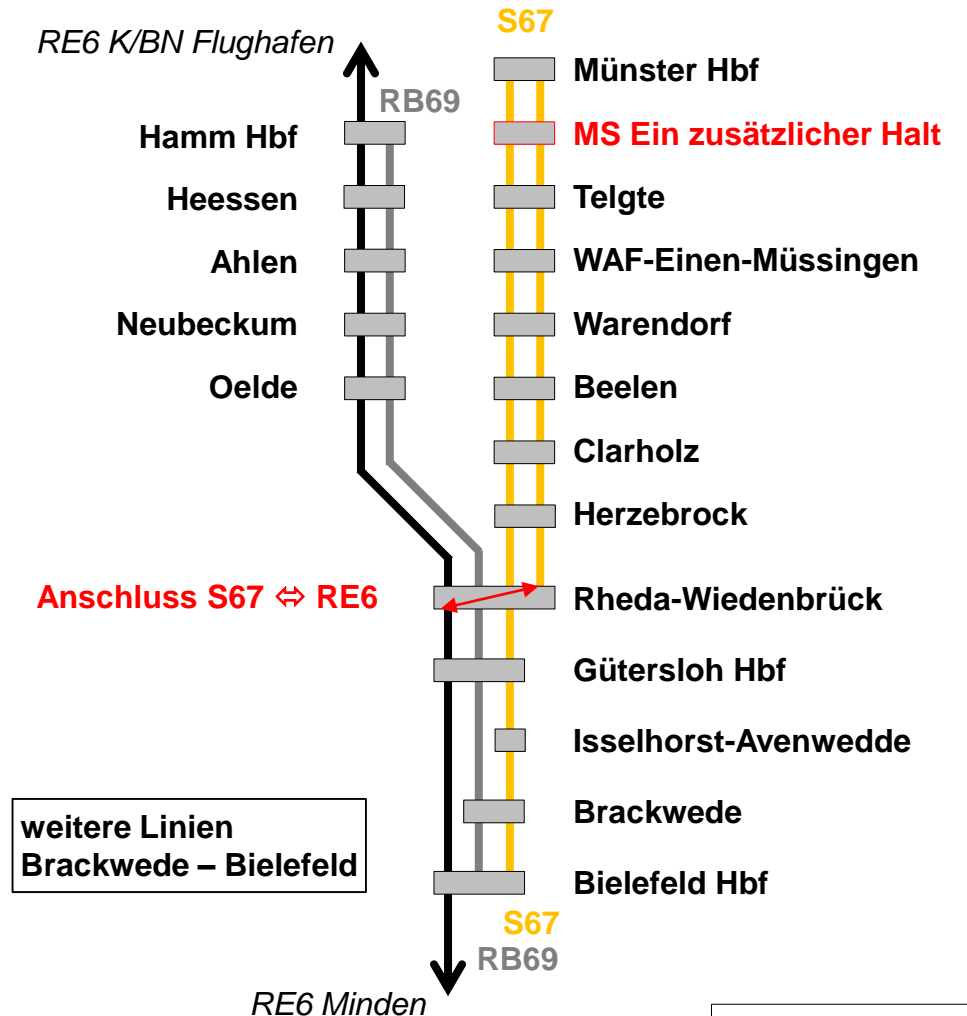 S67
RE6 K/BN Flughafen
Münster Hbf
RB69
Hamm Hbf
MS Ein zusätzlicher Halt
Heessen
Telgte
Ahlen
WAF-Einen-Müssingen
Neubeckum
Warendorf
Oelde
Beelen
Clarholz
Herzebrock
Anschluss S67 ⬄ RE6
Rheda-Wiedenbrück
Gütersloh Hbf
Isselhorst-Avenwedde
Brackwede
weitere Linien
Brackwede – Bielefeld
Bielefeld Hbf
S67
RB69
RE6 Minden